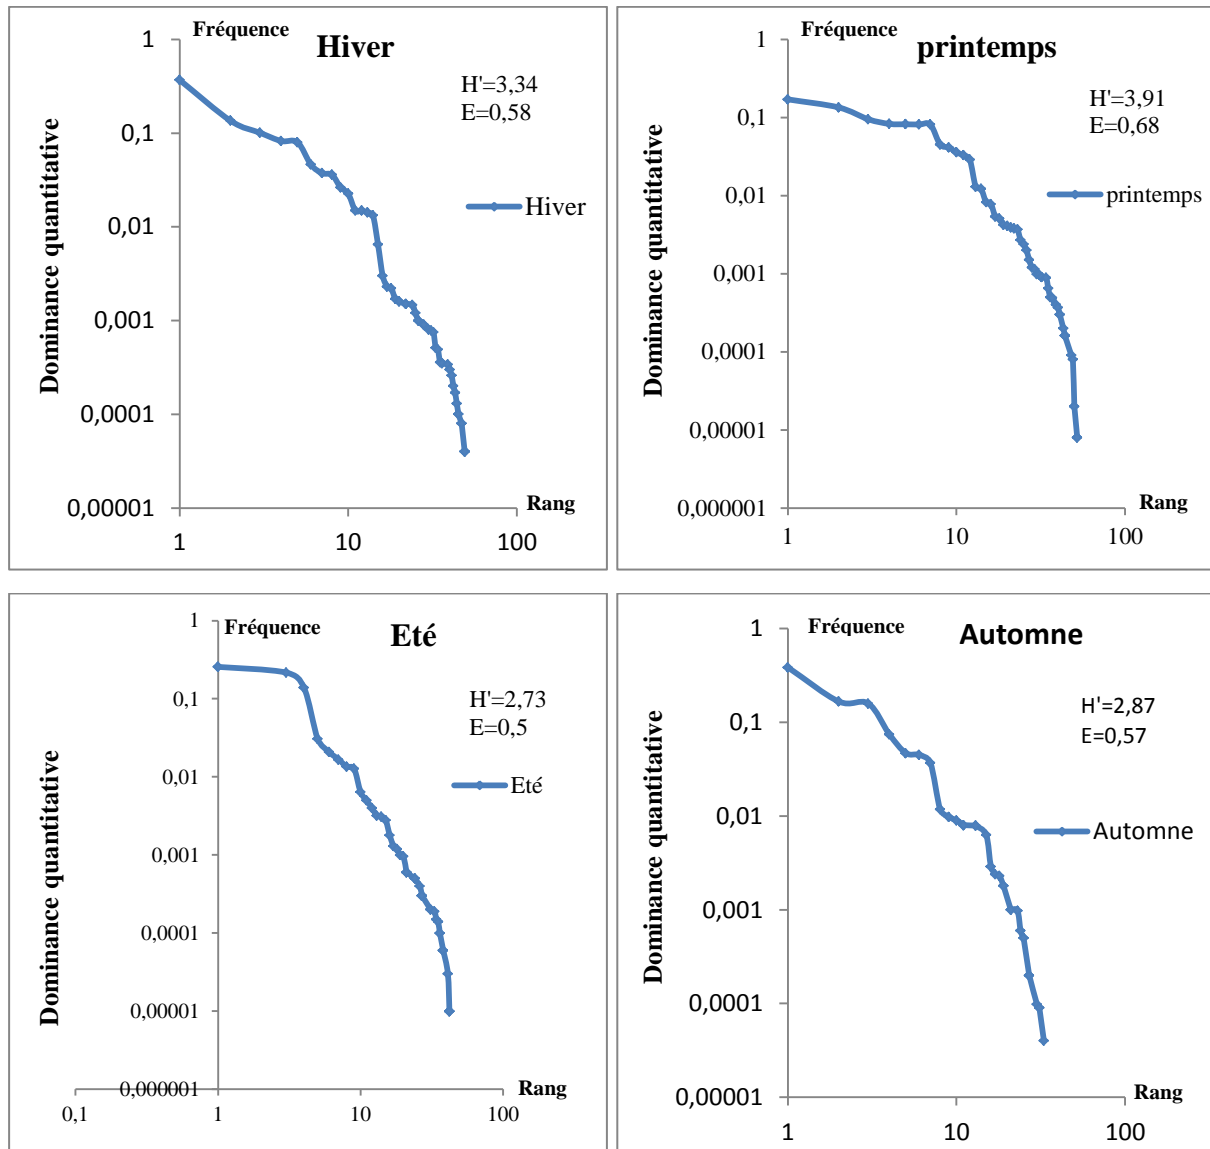 Hiver
Fréquence
H'=3,34
E=0,58
1
0,1
0,01
0,001
0,0001
0,00001
Dominance quantitative
Hiver
Rang
1 10 100
printemps
Fréquence
H'=3,91
E=0,68
1
0,1
0,01
0,001
0,0001
0,00001
0,000001
Dominance quantitative
printemps
Rang
1 10 100
Eté
Fréquence
H'=2,73
E=0,5
1
0,1
0,01
0,001
0,0001
0,00001
0,000001
Dominance quantitative
Eté
Rang
0,1 1 10 100
Automne
Fréquence
H'=2,87
E=0,57
1
0,1
0,01
0,001
0,0001
0,00001
Dominance quantitative
Automne
Rang
1 10 100